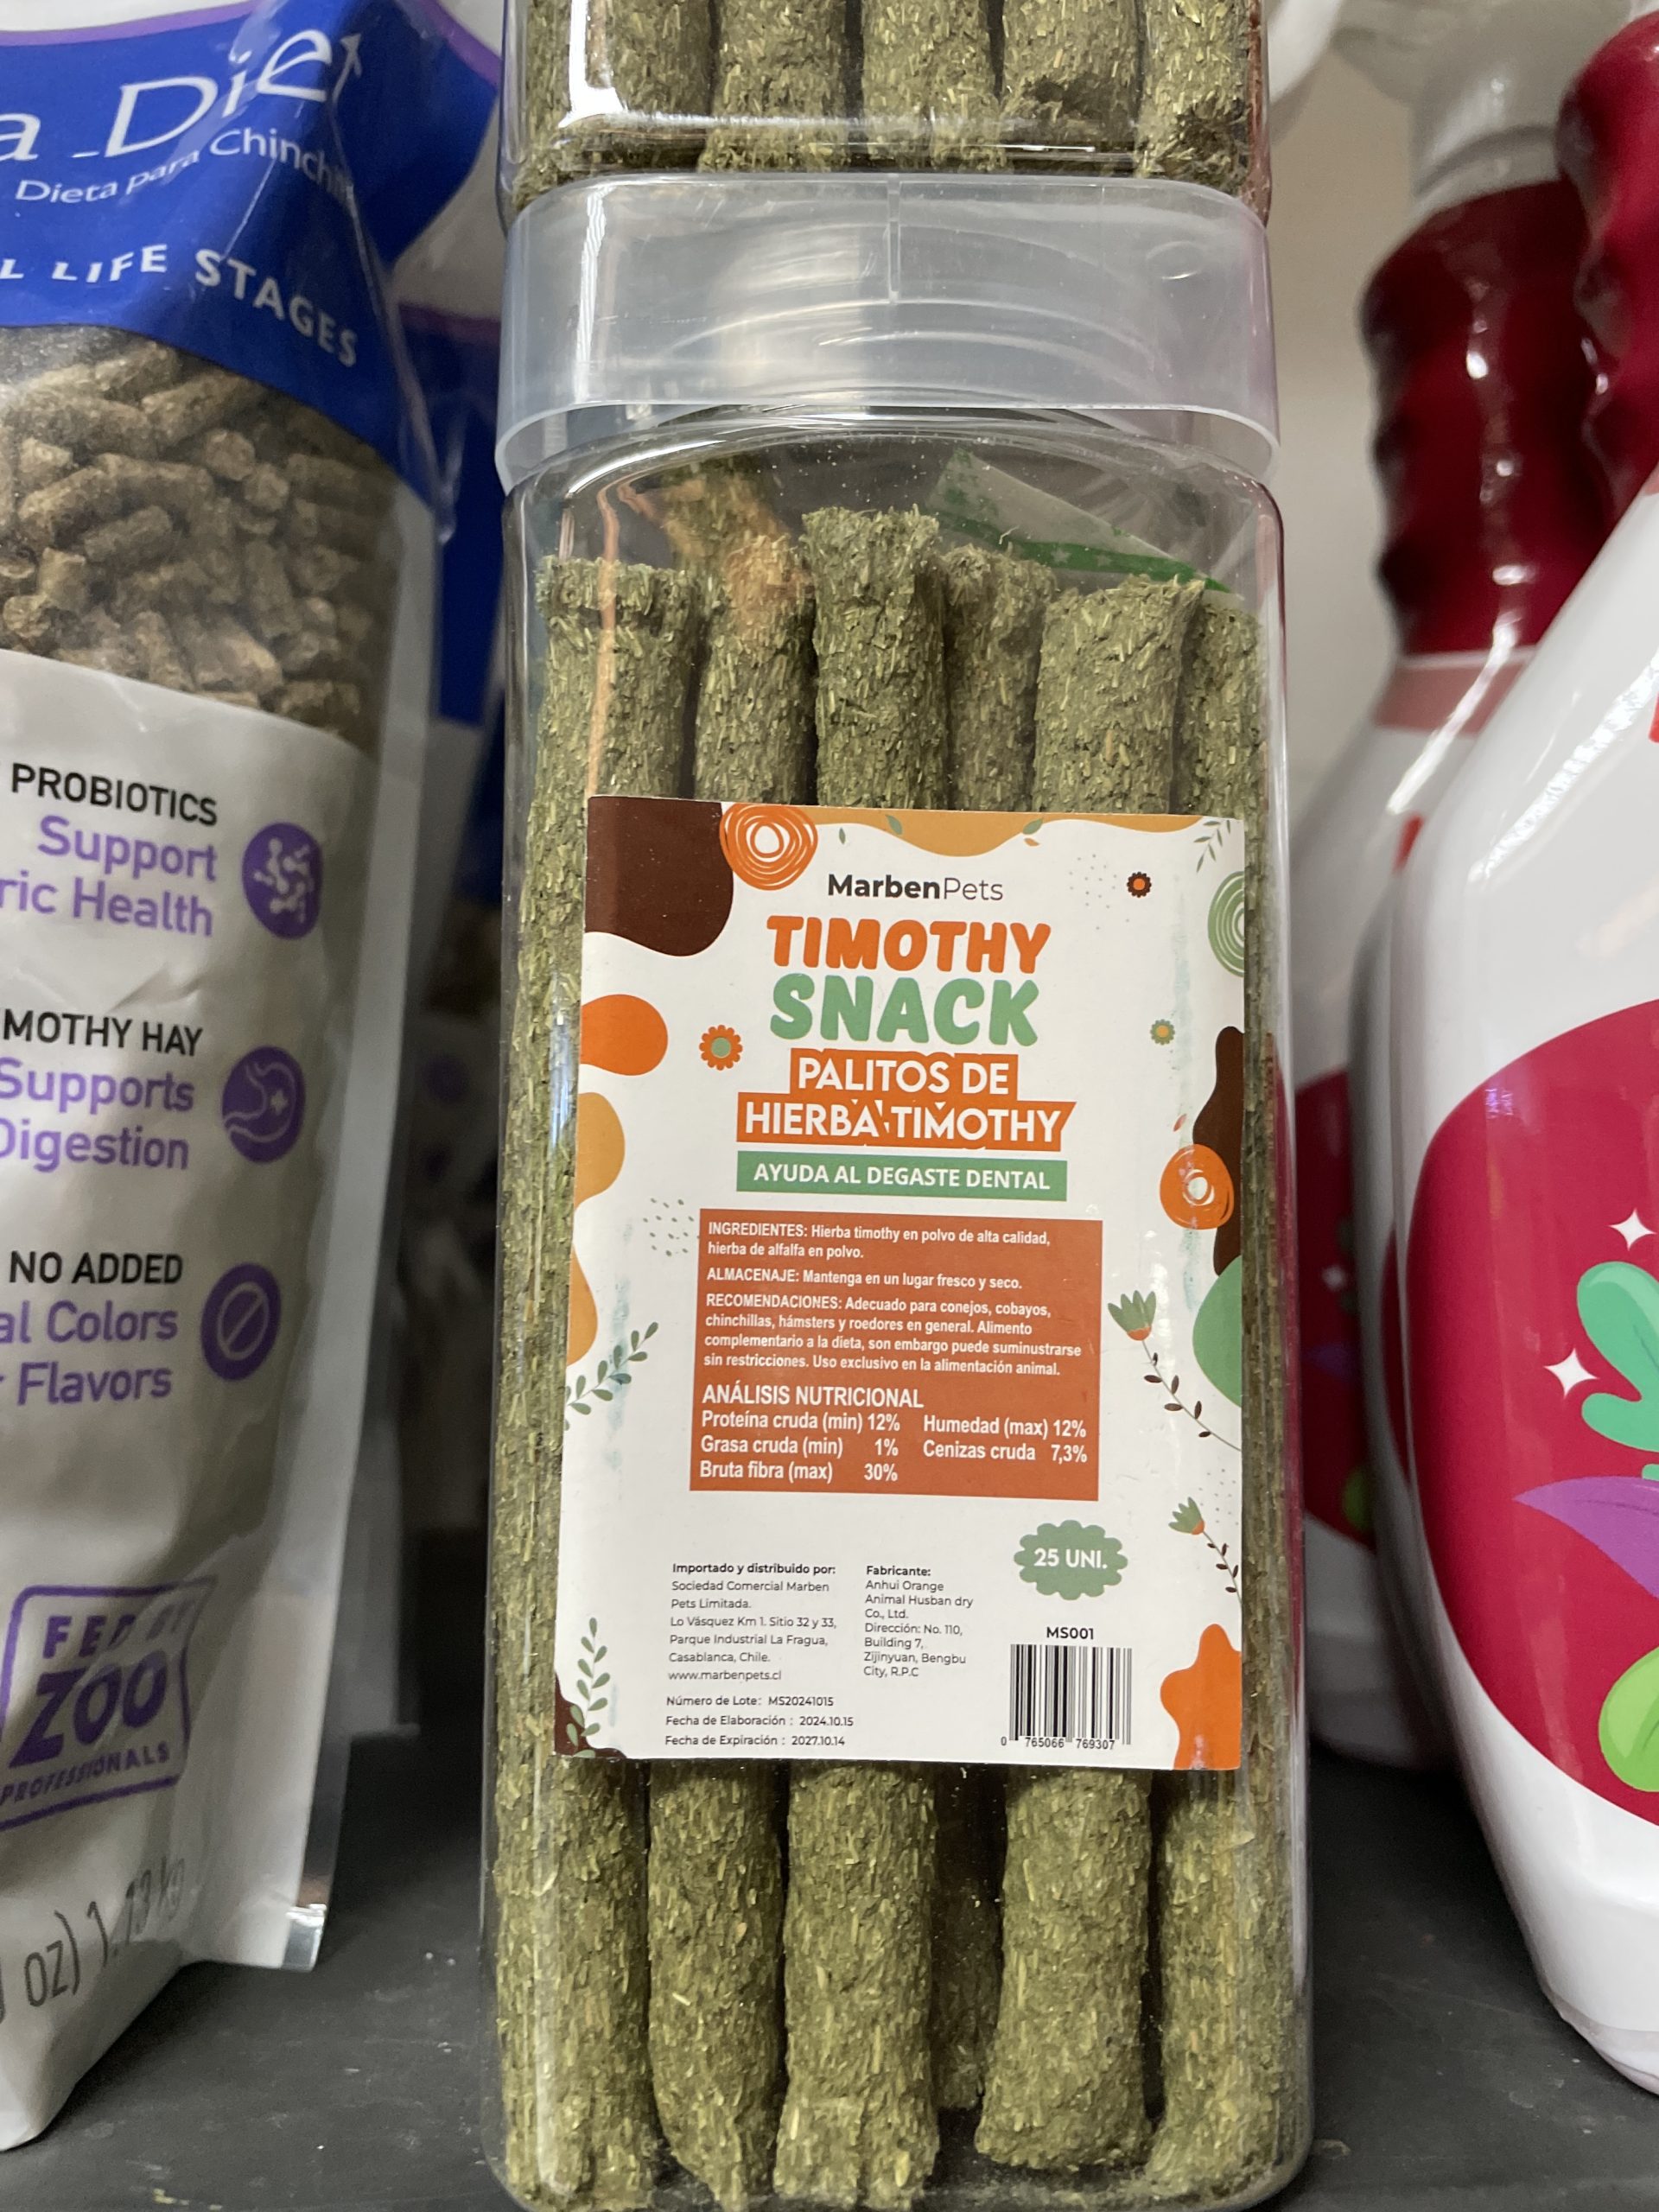 a Diet
Dieta para Chinchi
L LIFE STAGES
PROBIOTICS
Support
ric Health
MOTHY HAY
Supports
Digestion
NO ADDED
al Colors
r Flavors
FED BY
ZOO
PROFESSIONALS
oz) 1.13 kg
MarbenPets
TIMOTHY
SNACK
PALITOS DE
HIERBA TIMOTHY
AYUDA AL DEGASTE DENTAL
INGREDIENTES: Hierba timothy en polvo de alta calidad,
hierba de alfalfa en polvo.
ALMACENAJE: Mantenga en un lugar fresco y seco.
RECOMENDACIONES: Adecuado para conejos, cobayos,
chinchillas, hámsters y roedores en general. Alimento
complementario a la dieta, son embargo puede suminustrarse
sin restricciones. Uso exclusivo en la alimentación animal.
ANÁLISIS NUTRICIONAL
Proteína cruda (min) 12% Humedad (max) 12%
Grasa cruda (min) 1% Cenizas cruda 7,3%
Bruta fibra (max) 30%
25 UNI.
Importado y distribuido por:
Sociedad Comercial Marben
Pets Limitada.
Lo Vásquez Km 1. Sitio 32 y 33,
Parque Industrial La Fragua,
Casablanca, Chile.
www.marbenpets.cl
Fabricante:
Anhui Orange
Animal Husban dry
Co., Ltd.
Dirección: No. 110,
Building 7,
Zijinyuan, Bengbu
City, R.P.C
Número de Lote: MS20241015
Fecha de Elaboración : 2024.10.15
Fecha de Expiración : 2027.10.14
MS001
0 765066 769307